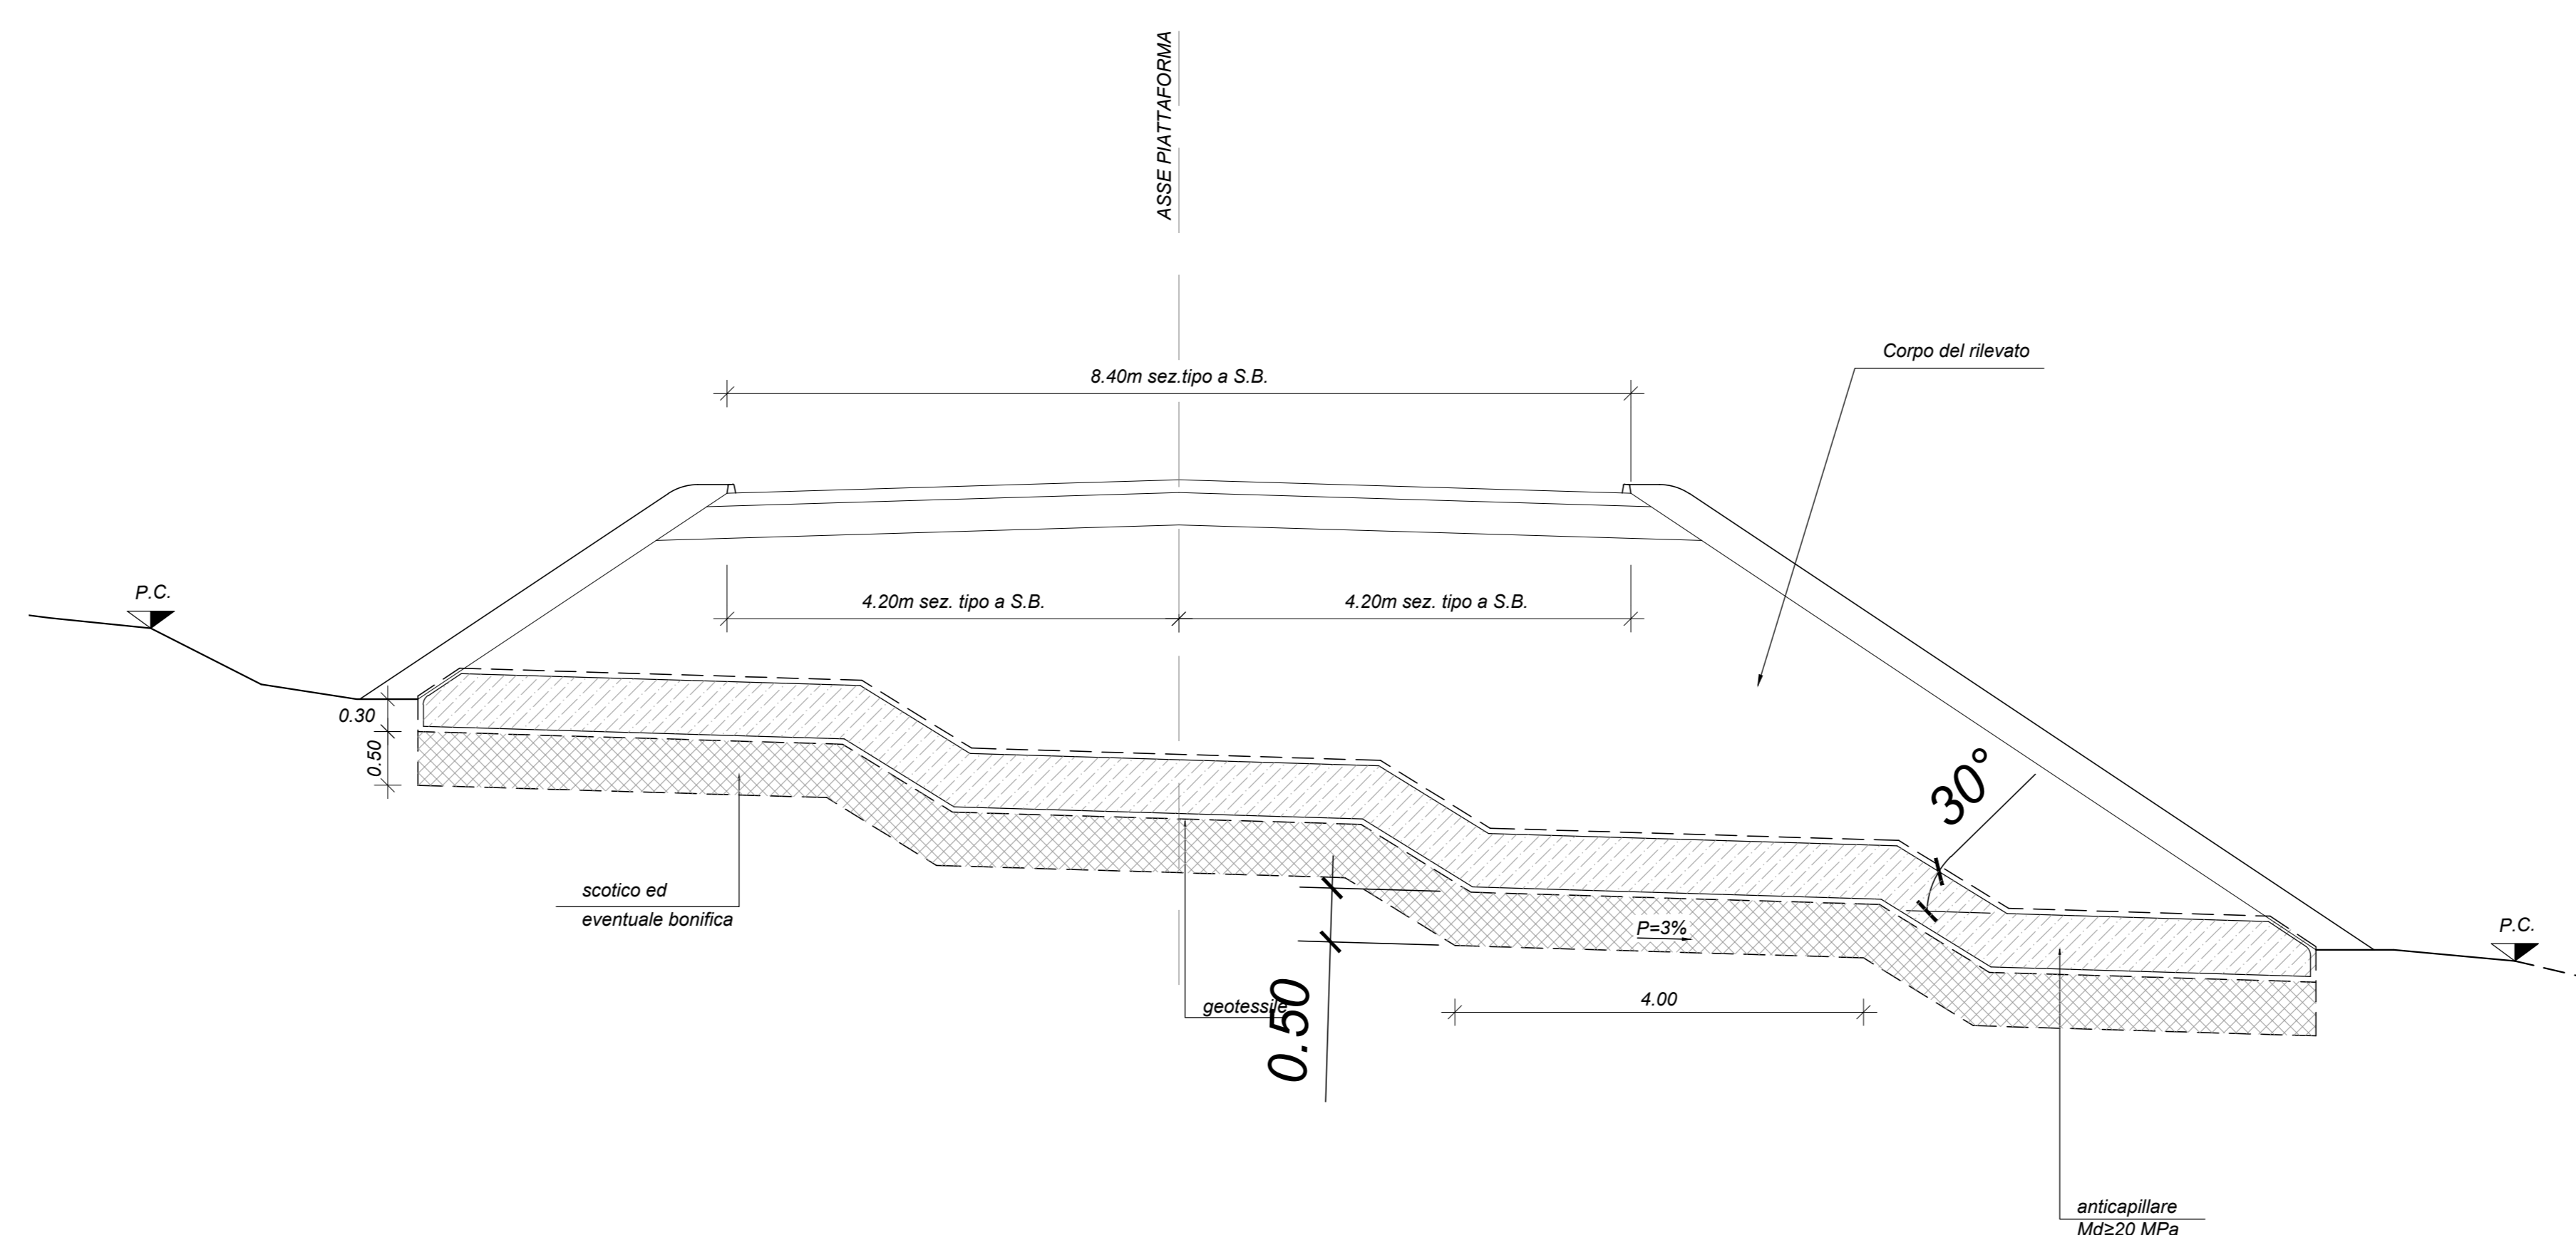 ASSE PIATTAFORMA
Corpo del rilevato
8.40m sez.tipo a S.B.
P.C.
4.20m sez. tipo a S.B.
4.20m sez. tipo a S.B.
0.30
0.50
30°
scotico ed
eventuale bonifica
P=3%
P.C.
geotessile
0.50
4.00
anticapillare
Md≥20 MPa